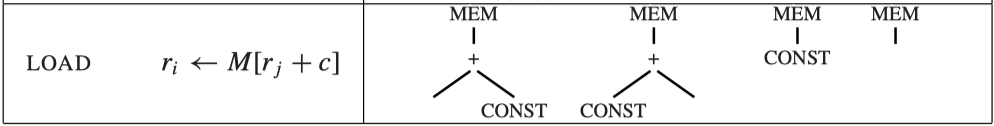 MEM MEM MEM MEM
LOAD r_i ← M[r_j + c] + + CONST
CONST CONST